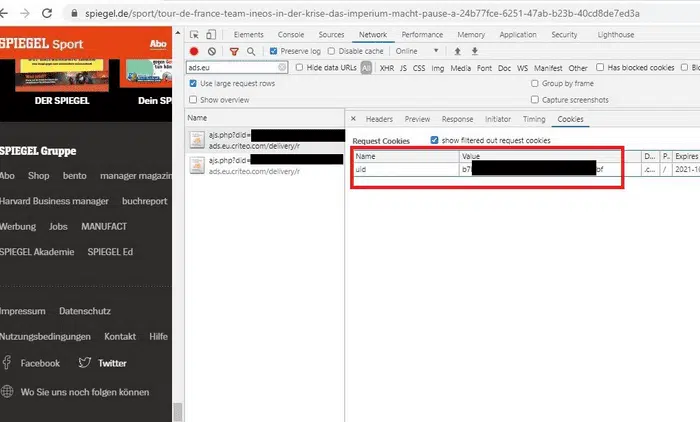 spiegel.de/sport/tour-de-france-team-ineos-in-der-krise-das-imperium-macht-pause-a-24b77fce-6251-47ab-b23b-40cd8de7ed3a
SPIEGEL Sport
Abo
DER SPIEGEL
Dein SP
SPIEGEL Gruppe
Abo Shop bento manager magazin
Harvard Business manager buchreport
Werbung Jobs MANUFACT
SPIEGEL Akademie SPIEGEL Ed
Impressum Datenschutz
Nutzungsbedingungen Kontakt Hilfe
Facebook Twitter
Wo Sie uns noch folgen können
Elements Console Sources Network Performance Memory Application Security Lighthouse
Preserve log Disable cache Online
ads.eu
Hide data URLs All XHR JS CSS Img Media Font Doc WS Manifest Other Has blocked cookies Blo
Use large request rows Group by frame
Show overview Capture screenshots
Name
ajs.php?did=
ads.eu.criteo.com/delivery/r
ajs.php?did=
ads.eu.criteo.com/delivery/r
Headers Preview Response Initiator Timing Cookies
Request Cookies show filtered out request cookies
Name Value D... P.. Expires
uid bf .c... / 2021-10